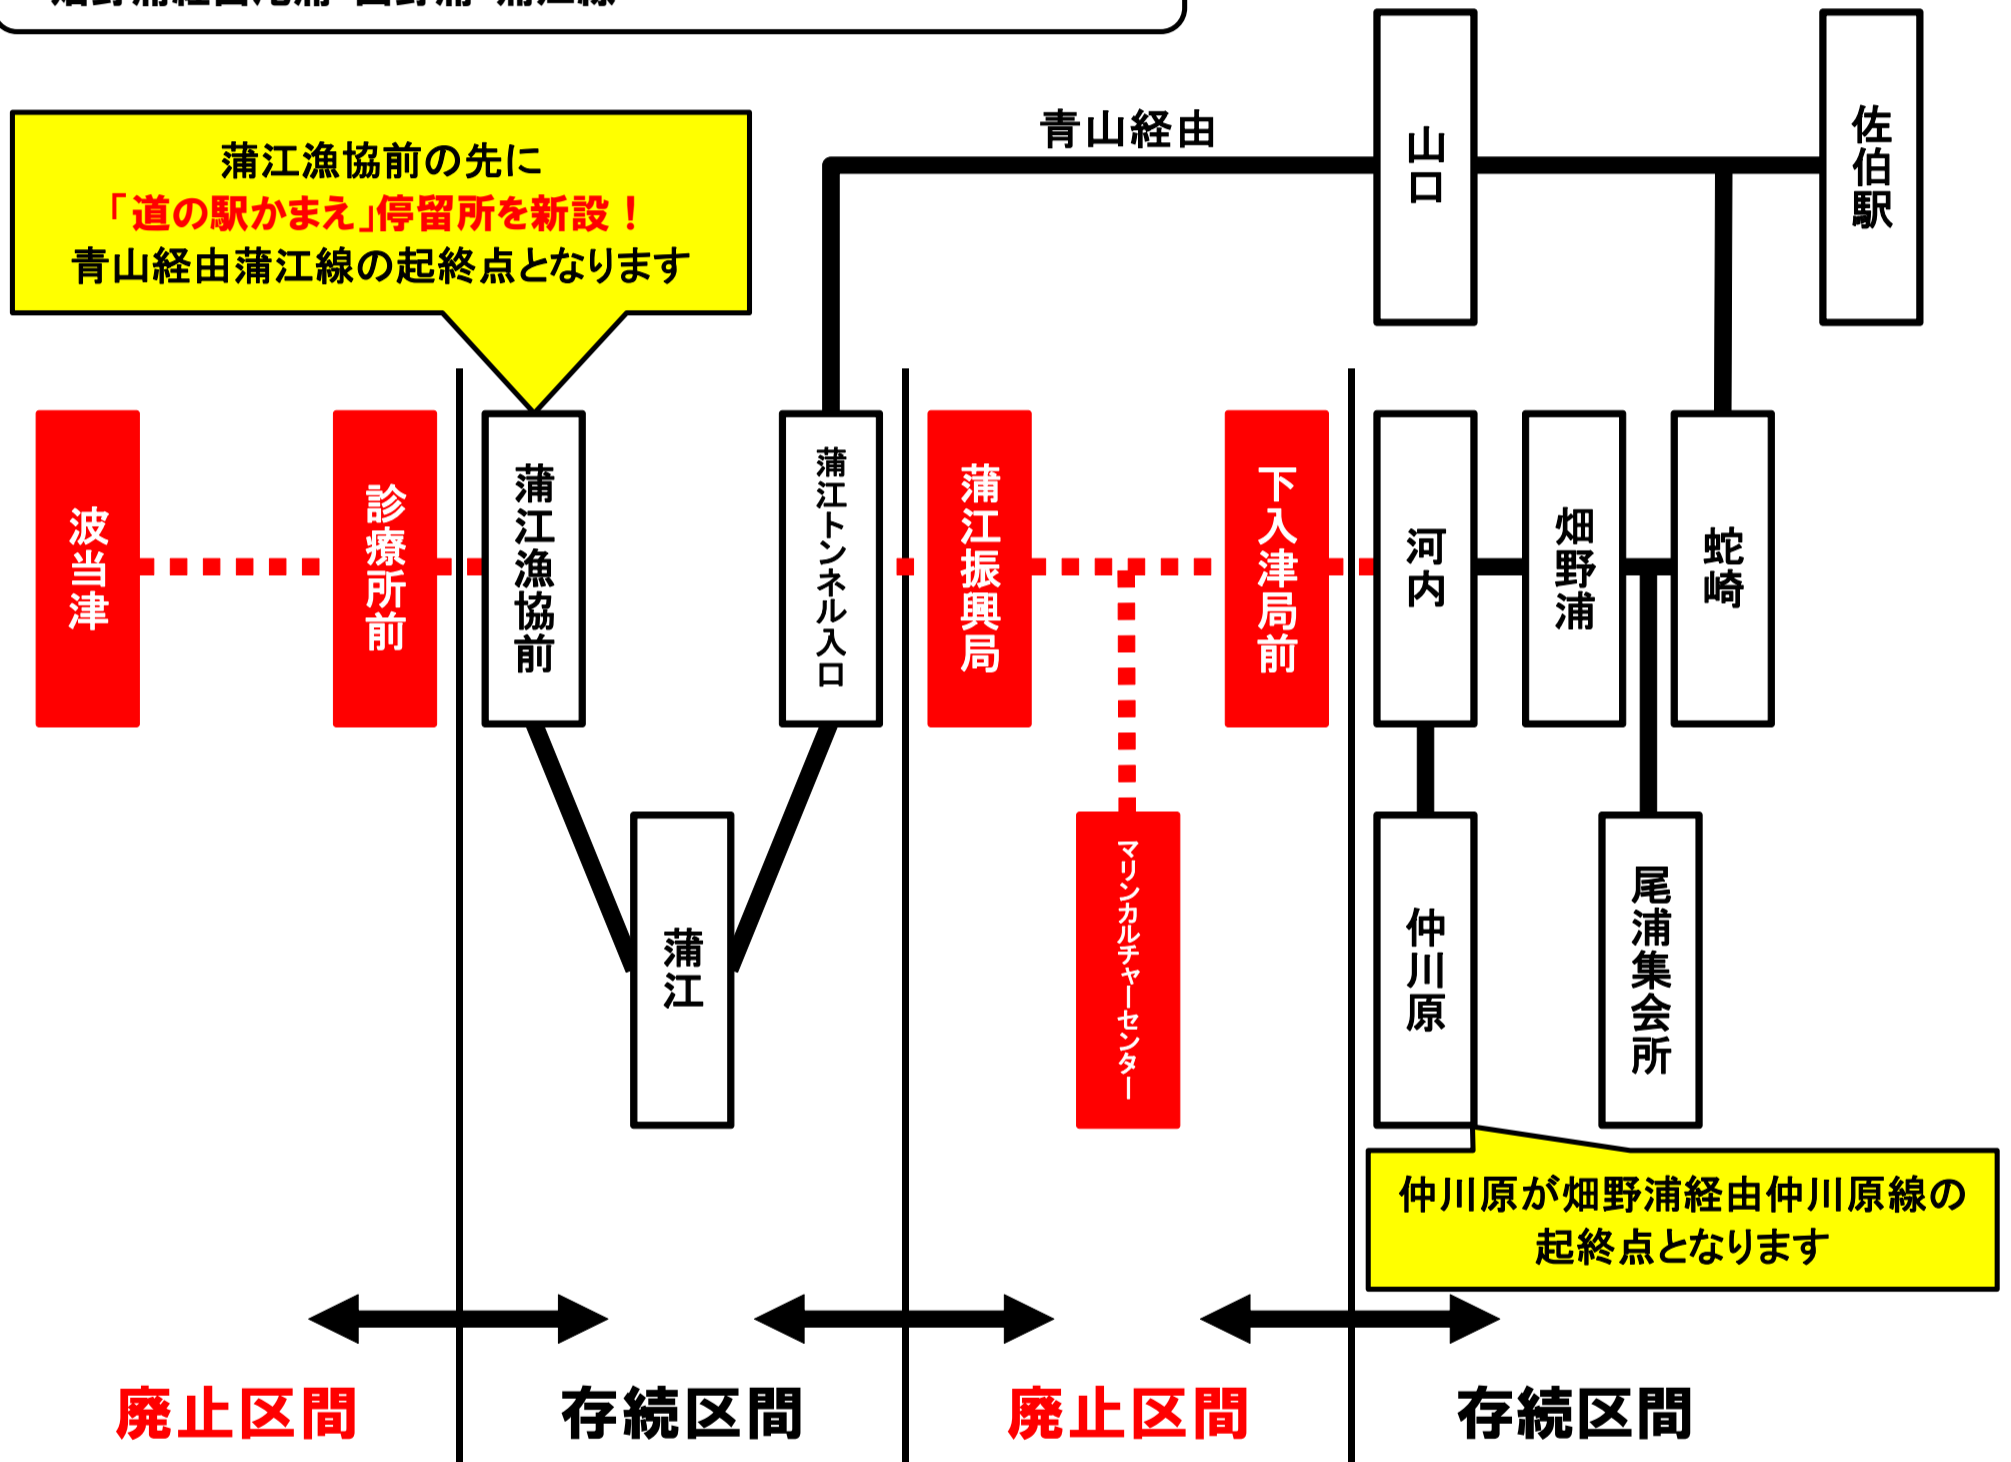 青山経由
山口
佐伯駅
蒲江漁協前の先に
「道の駅かまえ」停留所を新設！
青山経由蒲江線の起終点となります
波当津
診療所前
蒲江漁協前
蒲江トンネル入口
蒲江振興局
下入津局前
河内
畑野浦
蛇崎
蒲江
マリンカルチャーセンター
仲川原
尾浦集会所
仲川原が畑野浦経由仲川原線の
起終点となります
廃止区間
存続区間
廃止区間
存続区間